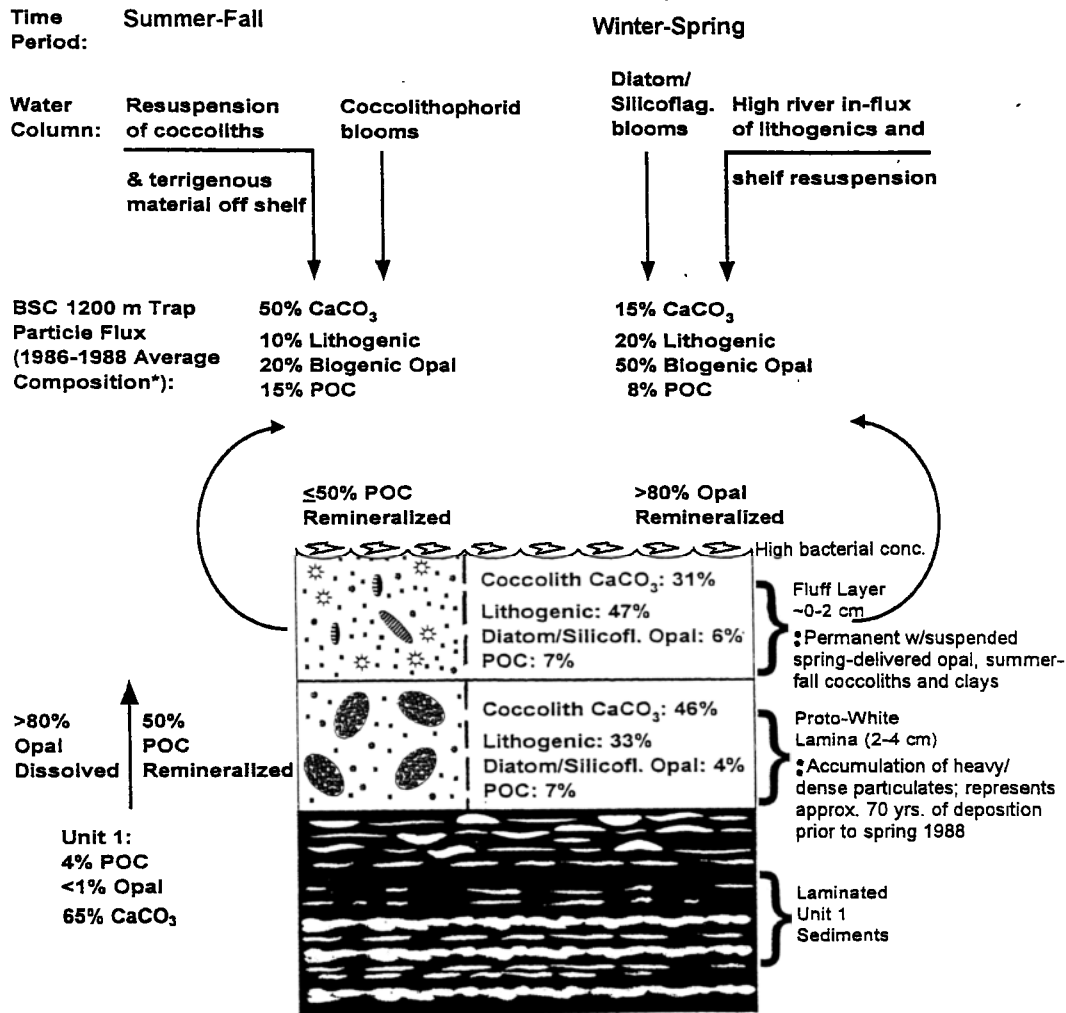 Time
Period:
Summer-Fall
Winter-Spring
Water
Column:
Resuspension
of coccoliths
& terrigenous
material off shelf
Coccolithophorid
blooms
Diatom/
Silicoflag.
blooms
High river in-flux
of lithogenics and
shelf resuspension
BSC 1200 m Trap
Particle Flux
(1986-1988 Average
Composition*):
50% CaCO₃
10% Lithogenic
20% Biogenic Opal
15% POC
15% CaCO₃
20% Lithogenic
50% Biogenic Opal
8% POC
≤50% POC
Remineralized
>80% Opal
Remineralized
High bacterial conc.
Coccolith CaCO₃: 31%
Lithogenic: 47%
Diatom/Silicofl. Opal: 6%
POC: 7%
Fluff Layer
~0-2 cm
:Permanent w/suspended
spring-delivered opal, summer-
fall coccoliths and clays
Coccolith CaCO₃: 46%
Lithogenic: 33%
Diatom/Silicofl. Opal: 4%
POC: 7%
Proto-White
Lamina (2-4 cm)
:Accumulation of heavy/
dense particulates; represents
approx. 70 yrs. of deposition
prior to spring 1988
>80%
Opal
Dissolved
50%
POC
Remineralized
Unit 1:
4% POC
<1% Opal
65% CaCO₃
Laminated
Unit 1
Sediments